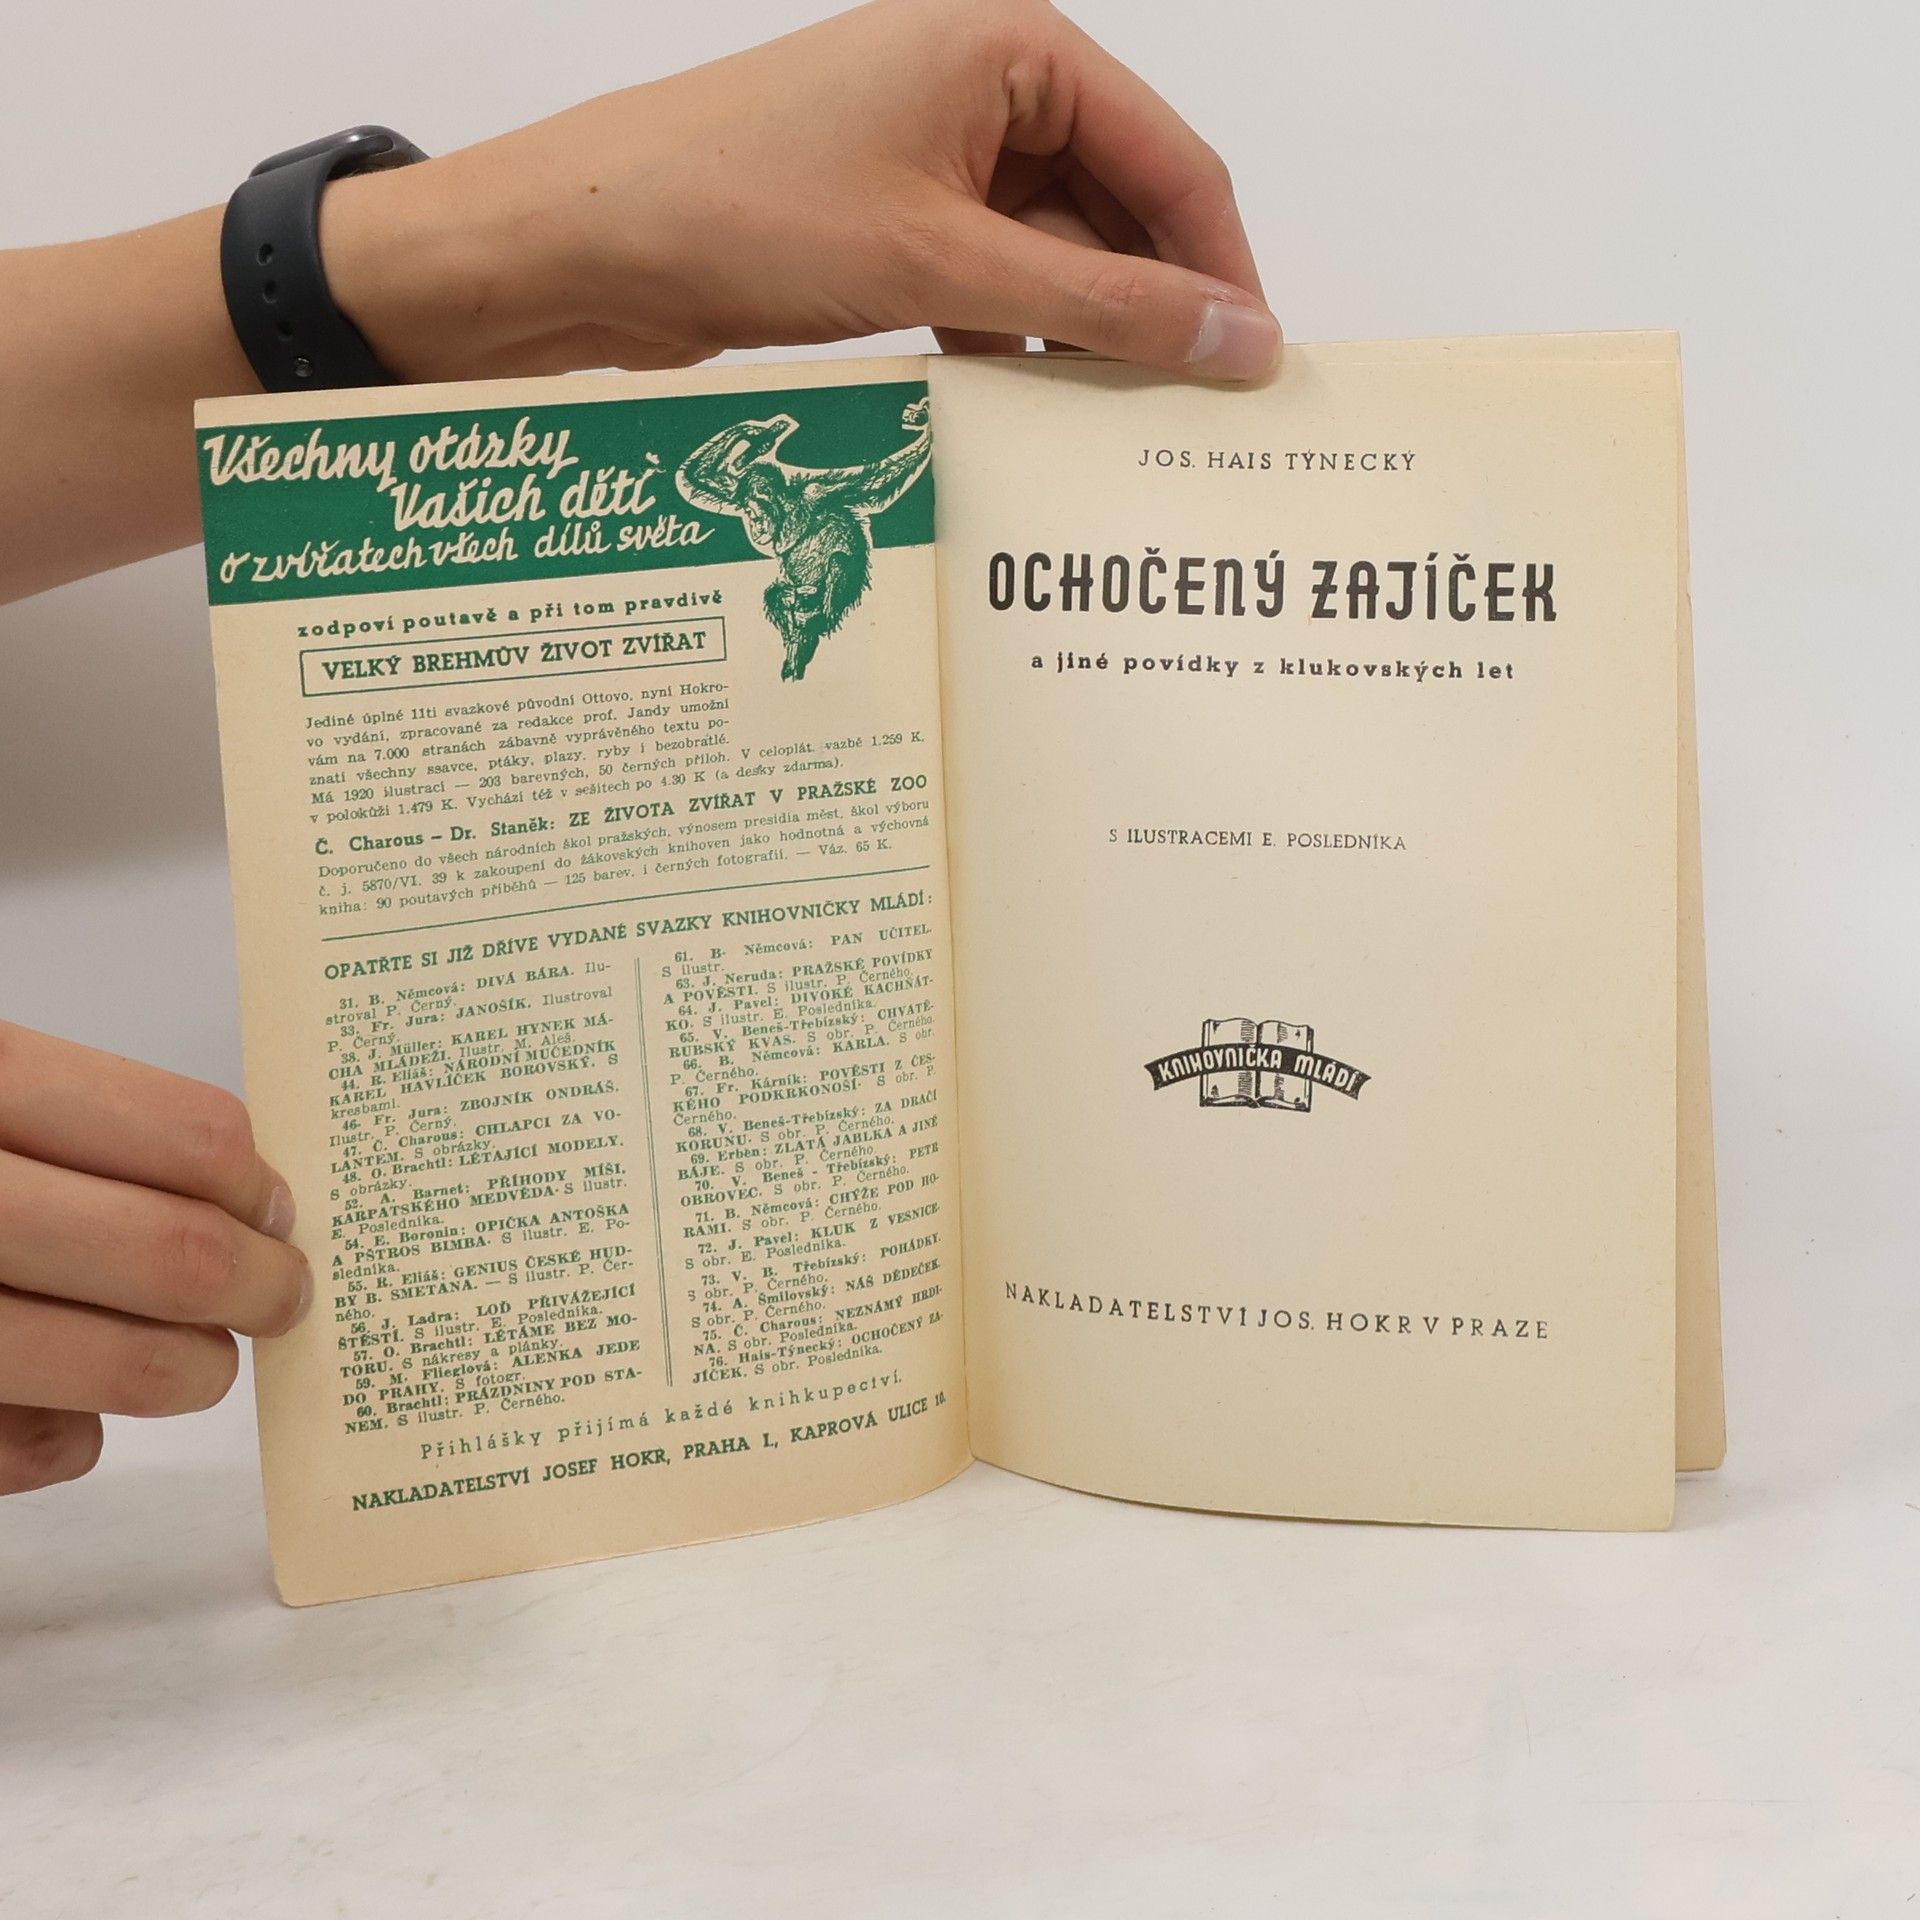 Všechny otázky
Vašich dětí
o zvířatech všech dílů světa
zodpoví poutavě a při tom pravdivě
VELKÝ BREHMŮV ŽIVOT ZVÍŘAT
Jediné úplné 11ti svazkové původní Ottovo, nyní Hokro-
vo vydání, zpracované za redakce prof. Jandy umožní
vám na 7.000 stranách zábavně vyprávěného textu po-
znati všechny ssavce, ptáky, plazy, ryby i bezobratlé.
Má 1920 ilustrací — 203 barevných, 50 černých příloh. V celoplát. vazbě 1.259 K,
v polokůži 1.479 K. Vychází též v sešitech po 4.30 K (a desky zdarma).
Č. Charous — Dr. Staněk: ZE ŽIVOTA ZVÍŘAT V PRAŽSKÉ ZOO
Doporučeno do všech národních škol pražských, výnosem presidia měst. škol výboru
č. j. 5870/VI. 39 k zakoupení do žákovských knihoven jako hodnotná a výchovná
kniha: 90 poutavých příběhů — 125 barev. i černých fotografií. — Váz. 65 K.
OPATŘTE SI JIŽ DŘÍVE VYDANÉ SVAZKY KNIHOVNIČKY MLÁDÍ:
31. B. Němcová: DIVÁ BÁRA. Ilu-
stroval P. Černý.
33. Fr. Jura: JANOŠÍK. Ilustroval
P. Černý.
38. J. Müller: KAREL HYNEK MÁ-
CHA MLÁDEŽI. Ilustr. M. Aleš.
44. R. Eliáš: NÁRODNÍ MUČEDNÍK
KAREL HAVLÍČEK BOROVSKÝ. S
kresbami.
46. Fr. Jura: ZBOJNÍK ONDRÁŠ.
Ilustr. P. Černý.
47. Č. Charous: CHLAPCI ZA VO-
LANTEM. S obrázky.
48. O. Brachtl: LÉTAJÍCÍ MODELY.
S obrázky.
52. A. Barnet: PŘÍHODY MÍŠI,
KARPATSKÉHO MEDVĚDA. S ilustr.
E. Posledníka.
54. E. Boronin: OPIČKA ANTOŠKA
A PŠTROS BIMBA. S ilustr. E. Po-
sledníka.
55. R. Eliáš: GENIUS ČESKÉ HUD-
BY B. SMETANA. — S ilustr. P. Čer-
ného.
56. J. Ladra: LOĎ PŘIVÁŽEJÍCÍ
ŠTĚSTÍ. S ilustr. E. Posledníka.
57. O. Brachtl: LÉTÁME BEZ MO-
TORU. S nákresy a plánky.
59. M. Flieglová: ALENKA JEDE
DO PRAHY. S fotogr.
60. Brachtl: PRÁZDNINY POD STA-
NEM. S ilustr. P. Černého.
61. B. Němcová: PAN UČITEL.
S ilustr.
63. J. Neruda: PRAŽSKÉ POVÍDKY
A POVĚSTI. S ilustr. P. Černého.
64. J. Pavel: DIVOKÉ KACHŇÁT-
KO. S ilustr. E. Posledníka.
65. V. Beneš-Třebízský: CHVATĚ-
RUBSKÝ KVAS. S obr. P. Černého.
66. B. Němcová: KARLA. S obr.
P. Černého.
67. Fr. Kárník: POVĚSTI Z ČES-
KÉHO PODKRKONOŠÍ. S obr. P.
Černého.
68. V. Beneš-Třebízský: ZA DRAČÍ
KORUNU. S obr. P. Černého.
69. Erben: ZLATÁ JABLKA A JINÉ
BÁJE. S obr. P. Černého.
70. V. Beneš - Třebízský: PETR
OBROVEC. S obr. P. Černého.
71. B. Němcová: CHÝŽE POD HO-
RAMI. S obr. P. Černého.
72. J. Pavel: KLUK Z VESNICE.
S obr. E. Posledníka.
73. V. B. Třebízský: POHÁDKY.
S obr. P. Černého.
74. A. Šmilovský: NÁŠ DĚDEČEK.
S obr. P. Černého.
75. Č. Charous: NEZNÁMÝ HRDI-
NA. S obr. Posledníka.
76. Hais-Týnecký: OCHOČENÝ ZA-
JÍČEK. S obr. Posledníka.
Přihlášky přijímá každé knihkupectví.
NAKLADATELSTVÍ JOSEF HOKR, PRAHA I., KAPROVÁ ULICE 10.
JOS. HAIS TÝNECKÝ
OCHOČENÝ ZAJÍČEK
a jiné povídky z klukovských let
S ILUSTRACEMI E. POSLEDNÍKA
KNIHOVNIČKA MLÁDÍ
NAKLADATELSTVÍ JOS. HOKR V PRAZE